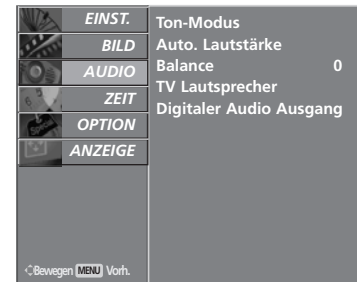 EINST.
BILD
AUDIO
ZEIT
OPTION
ANZEIGE
Ton-Modus
Auto. Lautstärke
Balance 0
TV Lautsprecher
Digitaler Audio Ausgang
Bewegen MENU Vorh.